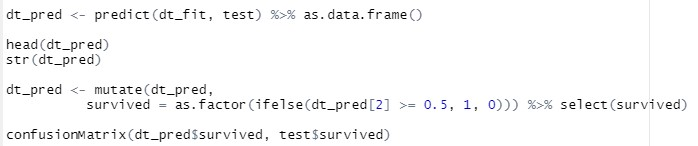 dt_pred <- predict(dt_fit, test) %>% as.data.frame()
head(dt_pred)
str(dt_pred)
dt_pred <- mutate(dt_pred,
survived = as.factor(ifelse(dt_pred[2] >= 0.5, 1, 0))) %>% select(survived)
confusionMatrix(dt_pred$survived, test$survived)